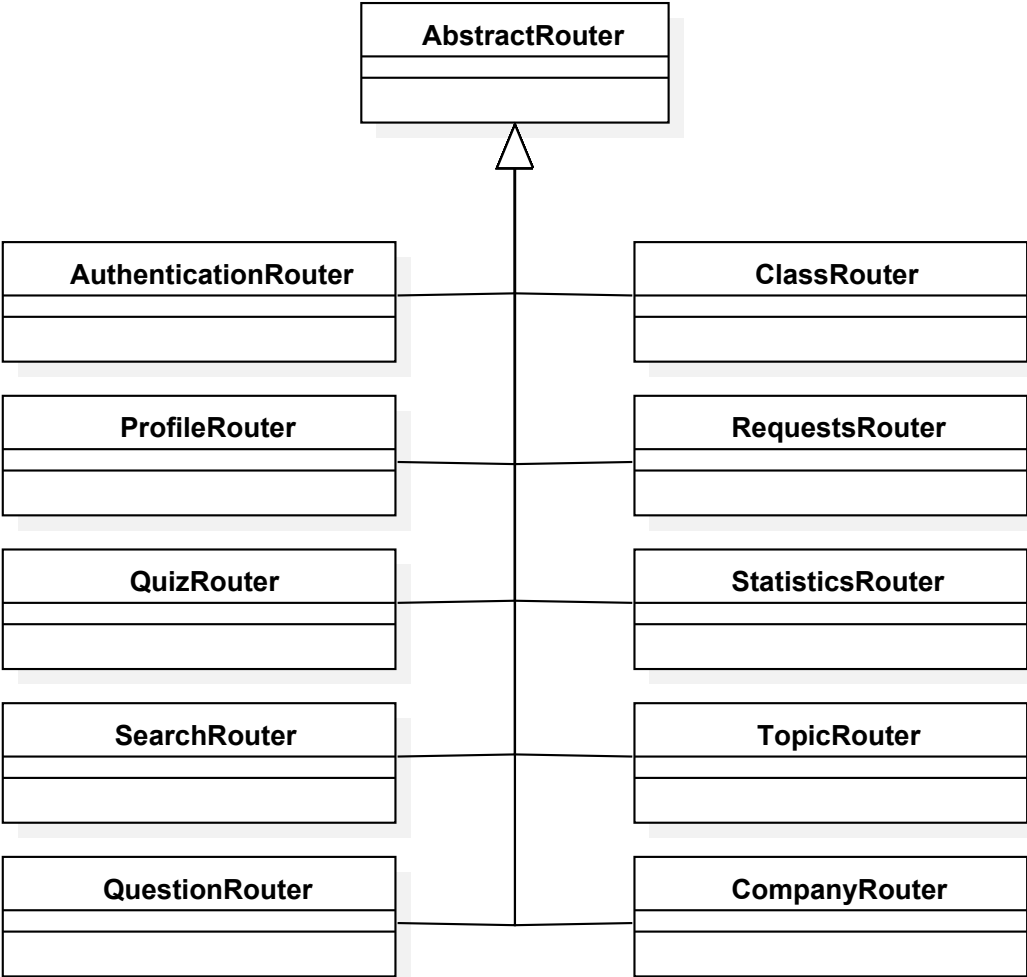 AbstractRouter
AuthenticationRouter
ClassRouter
ProfileRouter
RequestsRouter
QuizRouter
StatisticsRouter
SearchRouter
TopicRouter
QuestionRouter
CompanyRouter